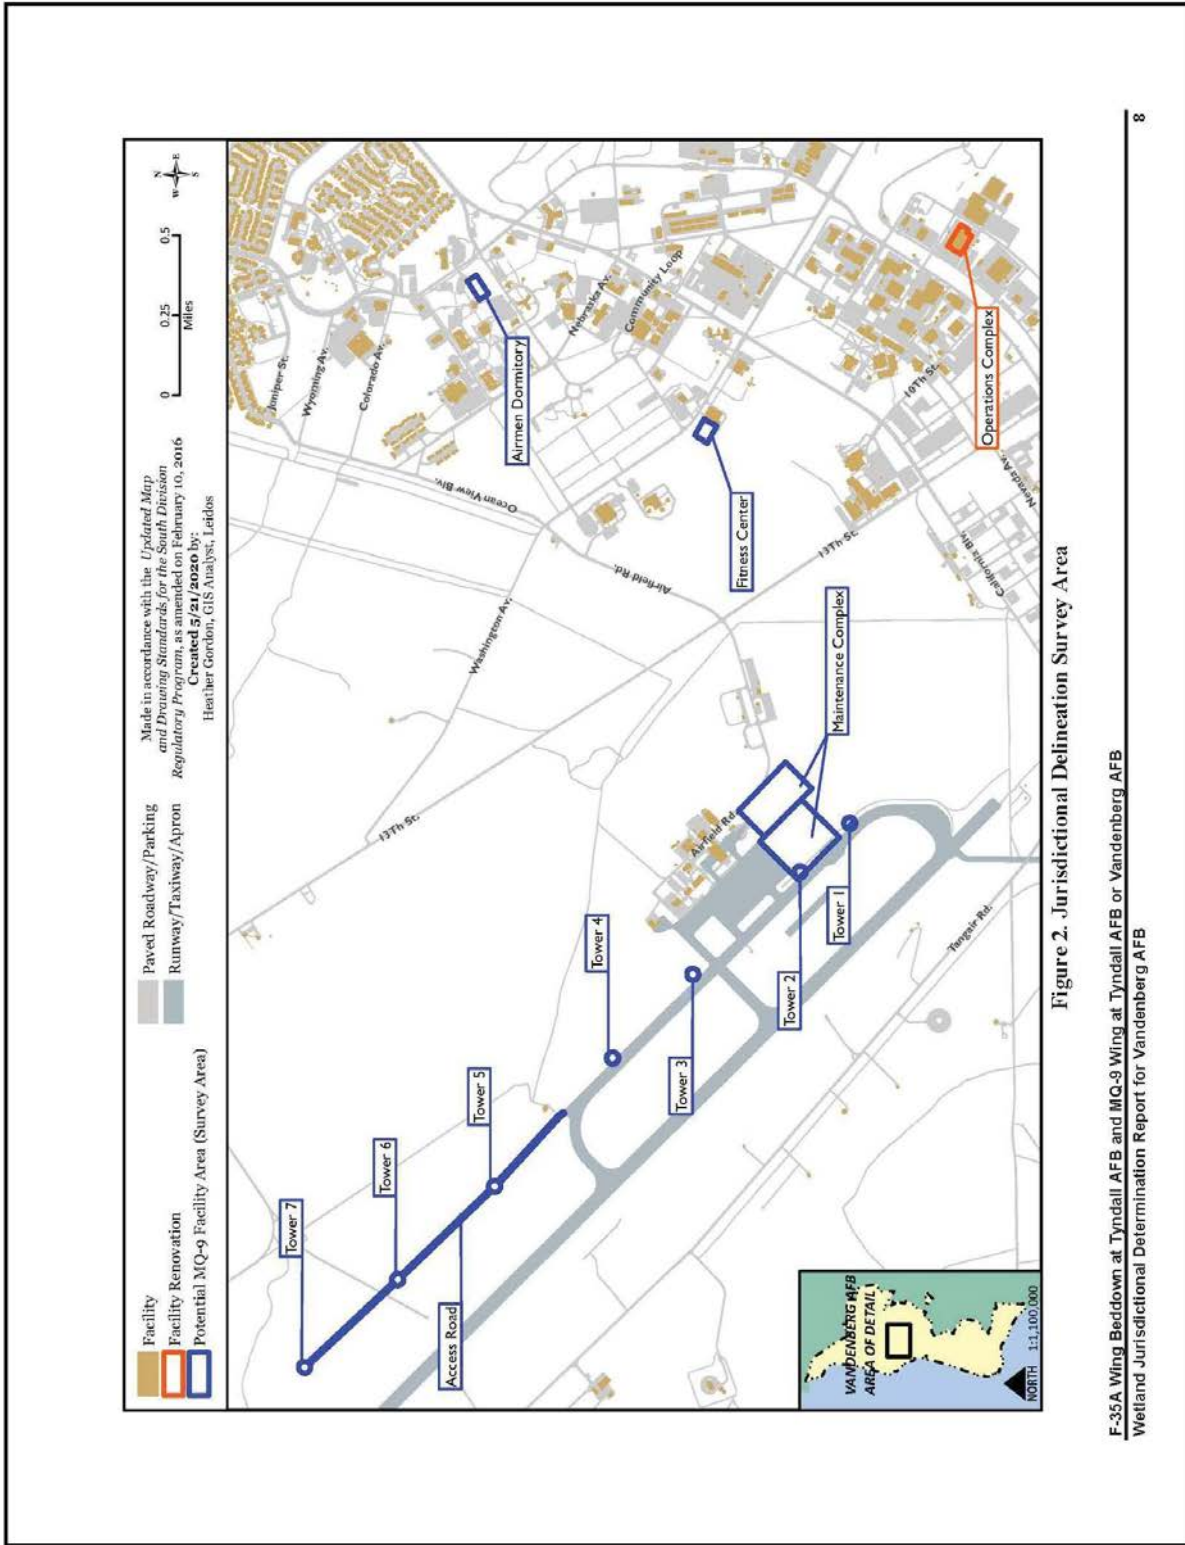 Facility
Facility Renovation
Potential MQ-9 Facility Area (Survey Area)
Paved Roadway/Parking
Runway/Taxiway/Apron
Made in accordance with the Updated Map
and Drawing Standards for the South Division
Regulatory Program, as amended on February 10, 2016
Created 5/21/2020 by:
Heather Gordon, GIS Analyst, Leidos
0 0.25 0.5
Miles
N
W E
S
Juniper St.
Wyoming Av.
Colorado Av.
Ocean View Blv.
Washington Av.
Airfield Rd.
13Th St.
Nebraska Av.
Community Loop
13Th St.
10Th St.
California Blv.
Nevada Av.
Airfield Rd.
Tangair Rd.
Tower 7
Tower 6
Tower 5
Tower 4
Tower 3
Tower 2
Tower 1
Access Road
Airmen Dormitory
Fitness Center
Maintenance Complex
Operations Complex
VANDENBERG AFB
AREA OF DETAIL
NORTH 1:1,100,000
Figure 2. Jurisdictional Delineation Survey Area
F-35A Wing Beddown at Tyndall AFB and MQ-9 Wing at Tyndall AFB or Vandenberg AFB
Wetland Jurisdictional Determination Report for Vandenberg AFB 8